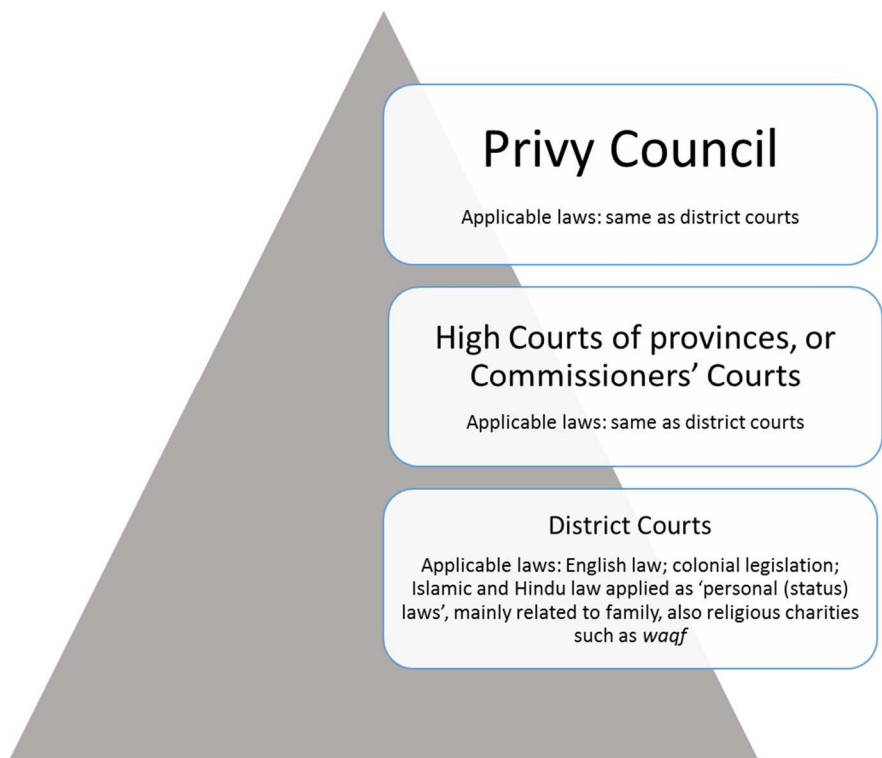 Privy Council
Applicable laws: same as district courts
High Courts of provinces, or
Commissioners’ Courts
Applicable laws: same as district courts
District Courts
Applicable laws: English law; colonial legislation;
Islamic and Hindu law applied as ‘personal (status)
laws’, mainly related to family, also religious charities
such as waqf